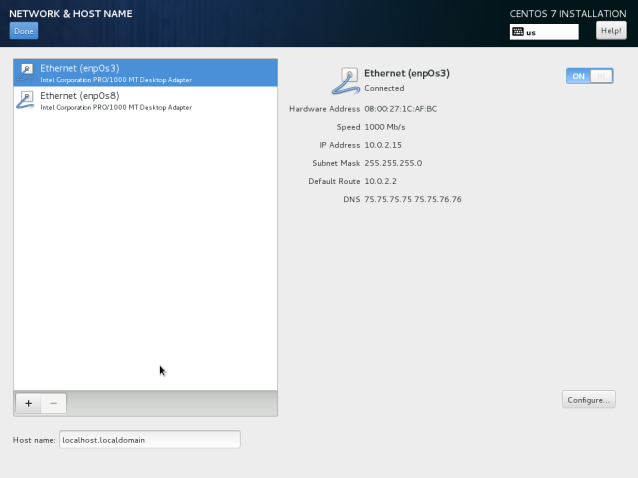 NETWORK & HOST NAME
CENTOS 7 INSTALLATION
Done
us
Help!
Ethernet (enp0s3)
Intel Corporation PRO/1000 MT Desktop Adapter
Ethernet (enp0s8)
Intel Corporation PRO/1000 MT Desktop Adapter
Ethernet (enp0s3)
Connected
ON
Hardware Address 08:00:27:1C:AF:BC
Speed 1000 Mb/s
IP Address 10.0.2.15
Subnet Mask 255.255.255.0
Default Route 10.0.2.2
DNS 75.75.75.75 75.75.76.76
+ −
Configure...
Host name: localhost.localdomain